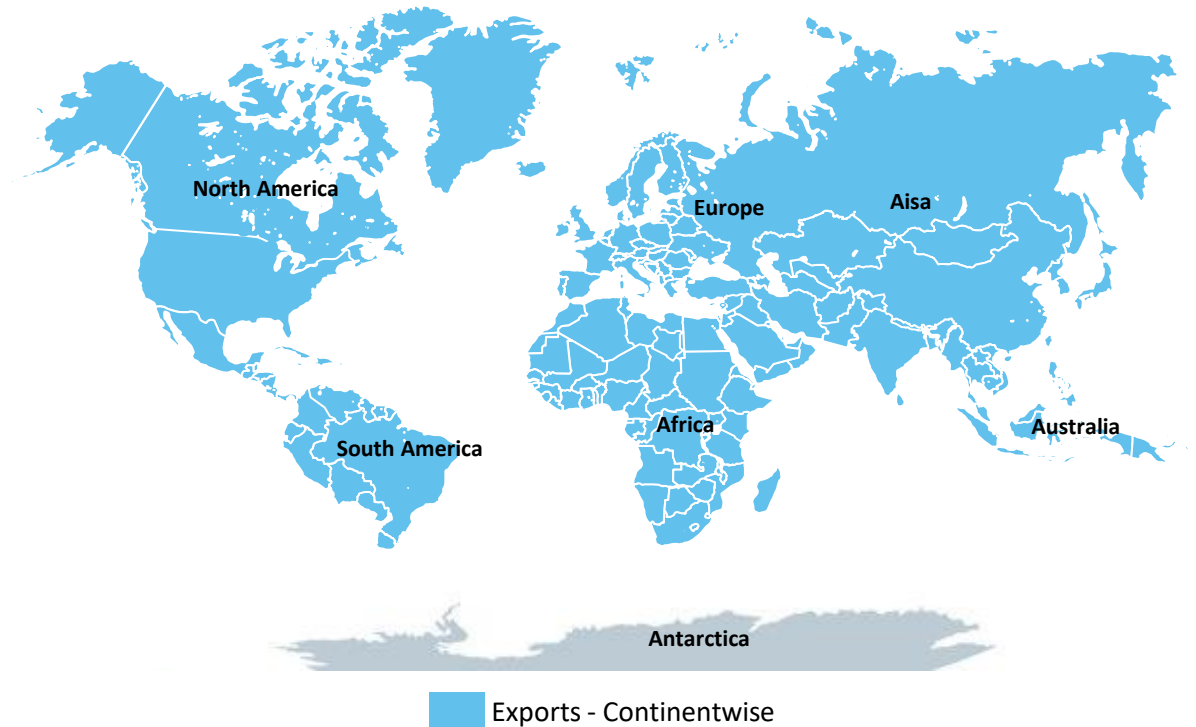 North America
Europe
Aisa
South America
Africa
Australia
Antarctica
Exports - Continentwise